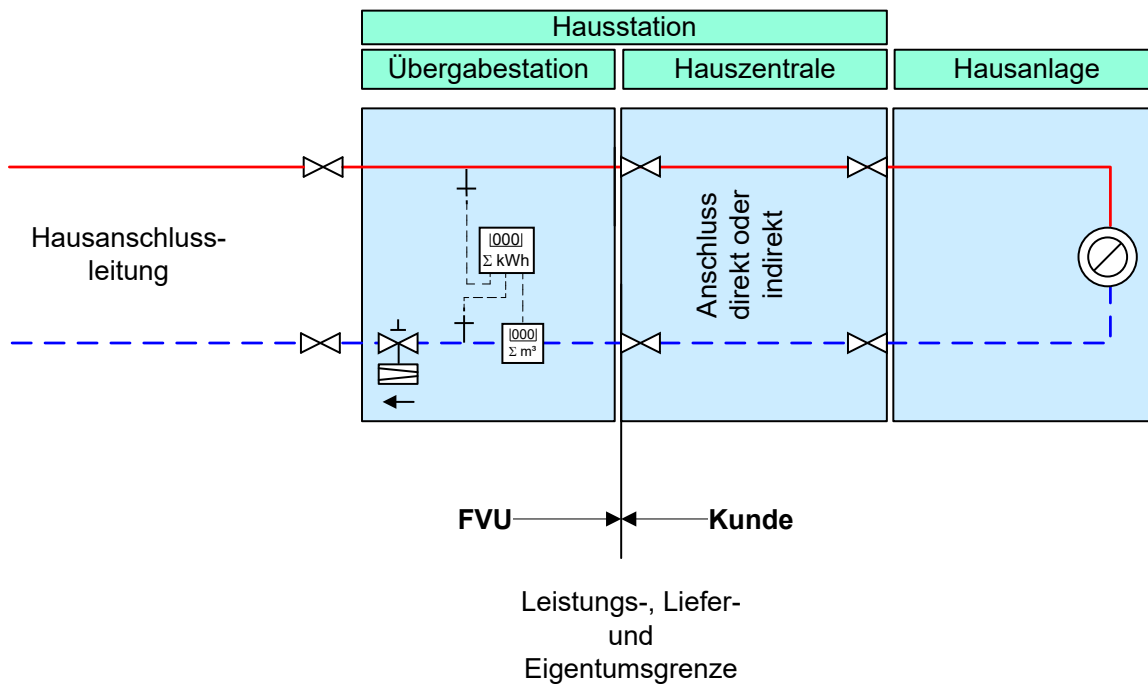 Hausstation
Übergabestation
Hauszentrale
Hausanlage
Hausanschluss-
leitung
|000|
Σ kWh
|000|
Σ m³
Anschluss
direkt oder
indirekt
FVU
Kunde
Leistungs-, Liefer-
und
Eigentumsgrenze